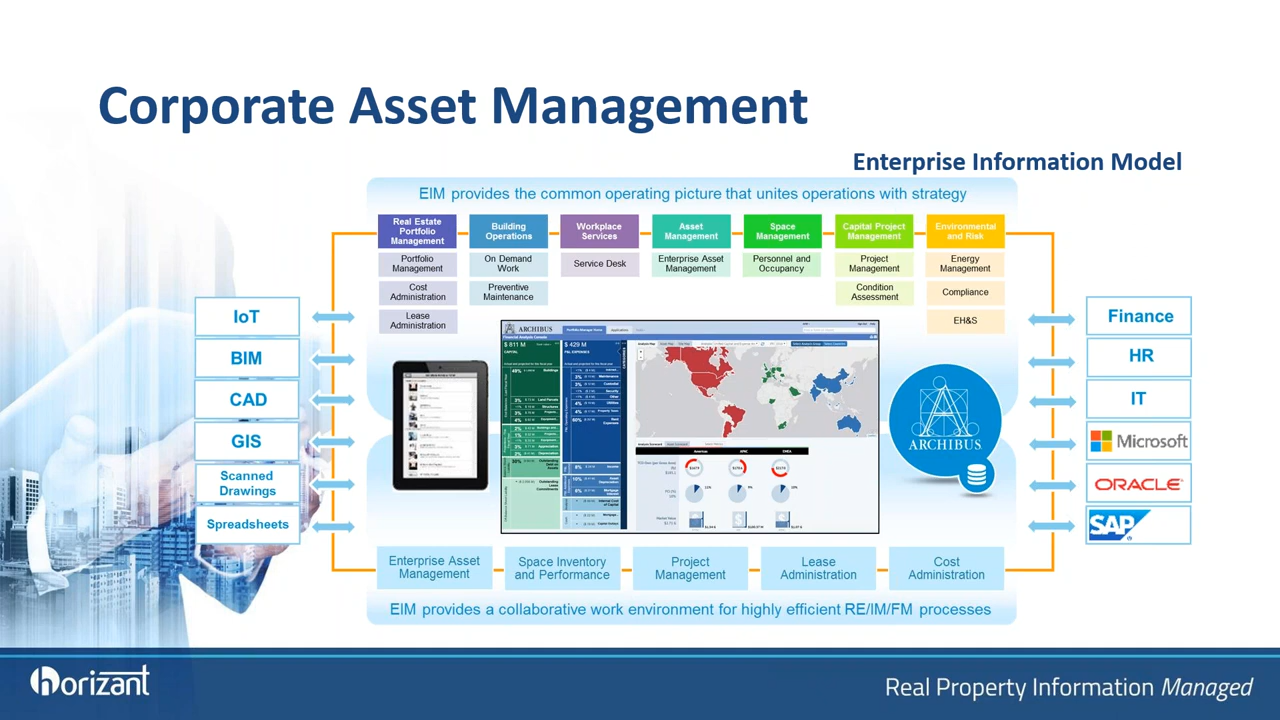 Corporate Asset Management
Enterprise Information Model
EIM provides the common operating picture that unites operations with strategy
Real Estate
Portfolio
Management
Building
Operations
Workplace
Services
Asset
Management
Space
Management
Capital Project
Management
Environmental
and Risk
Portfolio
Management
On Demand
Work
Service Desk
Enterprise Asset
Management
Personnel and
Occupancy
Project
Management
Energy
Management
Cost
Administration
Preventive
Maintenance
Condition
Assessment
Compliance
Lease
Administration
EH&S
IoT
BIM
CAD
GIS
Scanned
Drawings
Spreadsheets
ARCHIBUS
$ 811 M
CAPITAL
$ 429 M
P&L EXPENSES
ARCHIBUS
Finance
HR
IT
Microsoft
ORACLE
SAP
Enterprise Asset
Management
Space Inventory
and Performance
Project
Management
Lease
Administration
Cost
Administration
EIM provides a collaborative work environment for highly efficient RE/IM/FM processes
horizant
Real Property Information Managed